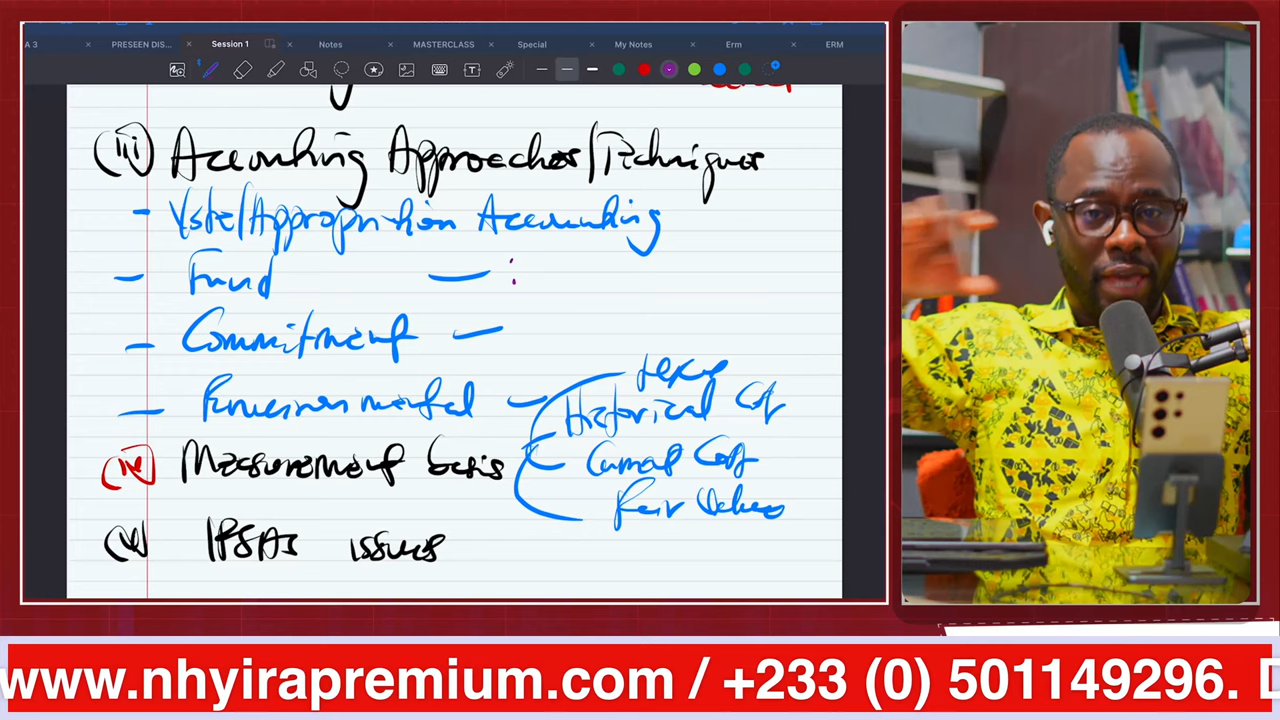 A 3 PRESEEN DIS... Session 1 Notes MASTERCLASS Special My Notes Erm ERM
(iii) Accounting Approaches/Techniques
- Vote/Appropriation Accounting
- Fund — :
- Commitment —
- Environmental —
Historical Cost
(iv) Measurement basis
Current Cost
Fair Values
(v) IPSAS issues
www.nhyirapremium.com / +233 (0) 501149296. D